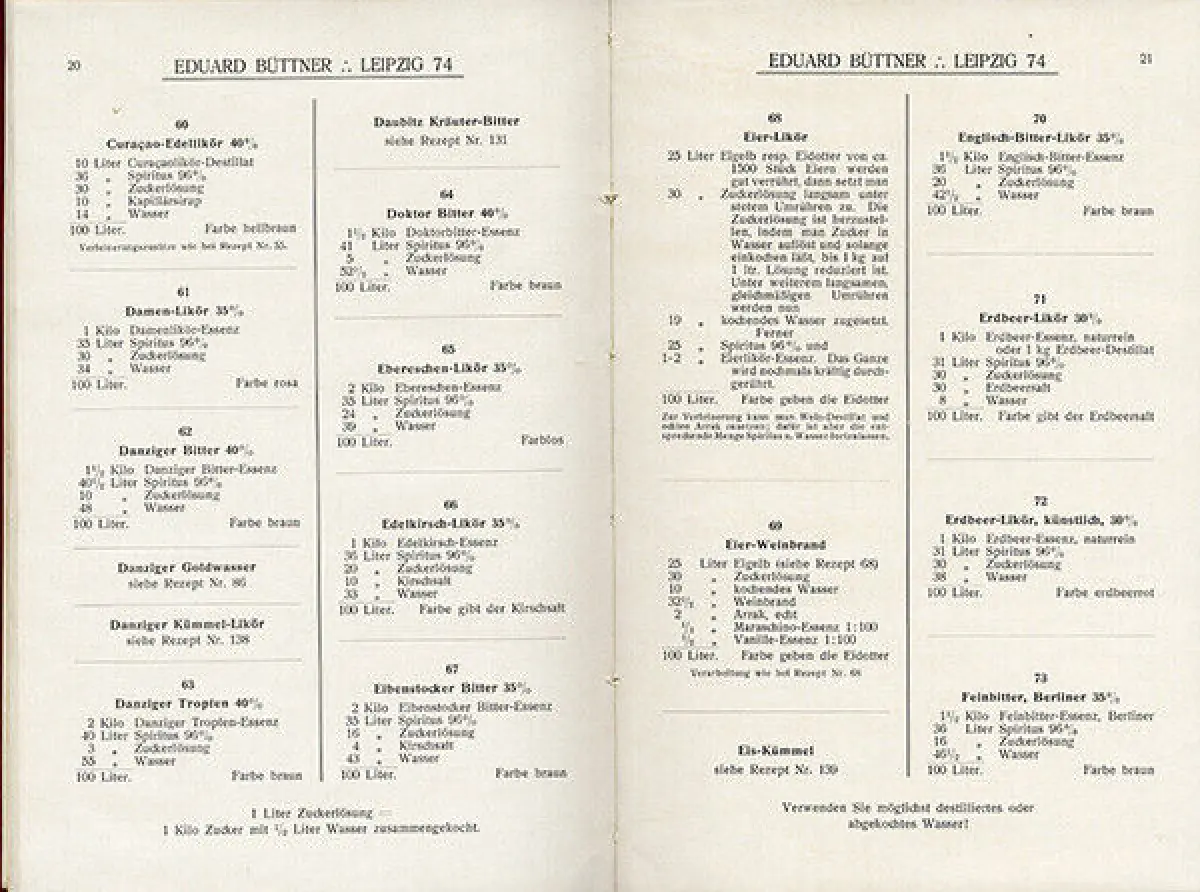 20
EDUARD BÜTTNER ∴ LEIPZIG 74
60
Curaçao-Edellikör 40%
10 Liter Curaçaolikör-Destillat
36 „ Spiritus 96%
30 „ Zuckerlösung
10 „ Kapillärsirup
14 „ Wasser
100 Liter. Farbe hellbraun
Verfeinerungszusätze wie bei Rezept Nr. 55.
61
Damen-Likör 35%
1 Kilo Damenlikör-Essenz
35 Liter Spiritus 96%
30 „ Zuckerlösung
34 „ Wasser
100 Liter. Farbe rosa
62
Danziger Bitter 40%
1½ Kilo Danziger Bitter-Essenz
40½ Liter Spiritus 96%
10 „ Zuckerlösung
48 „ Wasser
100 Liter. Farbe braun
Danziger Goldwasser
siehe Rezept Nr. 86
Danziger Kümmel-Likör
siehe Rezept Nr. 138
63
Danziger Tropfen 40%
2 Kilo Danziger Tropfen-Essenz
40 Liter Spiritus 96%
3 „ Zuckerlösung
55 „ Wasser
100 Liter. Farbe braun
Daubitz Kräuter-Bitter
siehe Rezept Nr. 131
64
Doktor Bitter 40%
1½ Kilo Doktorbitter-Essenz
41 Liter Spiritus 96%
5 „ Zuckerlösung
52½ „ Wasser
100 Liter. Farbe braun
65
Ebereschen-Likör 35%
2 Kilo Ebereschen-Essenz
35 Liter Spiritus 96%
24 „ Zuckerlösung
39 „ Wasser
100 Liter. Farblos
66
Edelkirsch-Likör 35%
1 Kilo Edelkirsch-Essenz
36 Liter Spiritus 96%
20 „ Zuckerlösung
10 „ Kirschsaft
33 „ Wasser
100 Liter. Farbe gibt der Kirschsaft
67
Eibenstocker Bitter 35%
2 Kilo Eibenstocker Bitter-Essenz
35 Liter Spiritus 96%
16 „ Zuckerlösung
4 „ Kirschsaft
43 „ Wasser
100 Liter. Farbe braun
1 Liter Zuckerlösung =
1 Kilo Zucker mit ½ Liter Wasser zusammengekocht.
EDUARD BÜTTNER ∴ LEIPZIG 74
21
68
Eier-Likör
25 Liter Eigelb resp. Eidotter von ca.
1500 Stück Eiern werden
gut verrührt, dann setzt man
30 „ Zuckerlösung langsam unter
stetem Umrühren zu. Die
Zuckerlösung ist herzustel-
len, indem man Zucker in
Wasser auflöst und solange
einkochen läßt, bis 1 kg auf
1 ltr. Lösung reduziert ist.
Unter weiterem langsamen,
gleichmäßigen Umrühren
werden nun
19 „ kochendes Wasser zugesetzt.
Ferner
25 „ Spiritus 96% und
1-2 „ Eierlikör-Essenz. Das Ganze
wird nochmals kräftig durch-
gerührt.
100 Liter. Farbe geben die Eidotter
Zur Verfeinerung kann man Wein-Destillat und
echten Arrak zusetzen; dafür ist aber die ent-
sprechende Menge Spiritus u. Wasser fortzulassen.
69
Eier-Weinbrand
25 Liter Eigelb (siehe Rezept 68)
30 „ Zuckerlösung
10 „ kochendes Wasser
32½ „ Weinbrand
2 „ Arrak, echt
„ Maraschino-Essenz 1:100
„ Vanille-Essenz 1:100
100 Liter. Farbe geben die Eidotter
Verarbeitung wie bei Rezept Nr. 68
Eis-Kümmel
siehe Rezept Nr. 139
70
Englisch-Bitter-Likör 35%
1½ Kilo Englisch-Bitter-Essenz
36 Liter Spiritus 96%
20 „ Zuckerlösung
42½ „ Wasser
100 Liter. Farbe braun
71
Erdbeer-Likör 30%
1 Kilo Erdbeer-Essenz, naturrein
oder 1 kg Erdbeer-Destillat
31 Liter Spiritus 96%
30 „ Zuckerlösung
30 „ Erdbeersaft
8 „ Wasser
100 Liter. Farbe gibt der Erdbeersaft
72
Erdbeer-Likör, künstlich, 30%
1 Kilo Erdbeer-Essenz, naturrein
31 Liter Spiritus 96%
30 „ Zuckerlösung
38 „ Wasser
100 Liter. Farbe erdbeerrot
73
Feinbitter, Berliner 35%
1½ Kilo Feinbitter-Essenz, Berliner
36 Liter Spiritus 96%
16 „ Zuckerlösung
46½ „ Wasser
100 Liter. Farbe braun
Verwenden Sie möglichst destilliertes oder
abgekochtes Wasser!